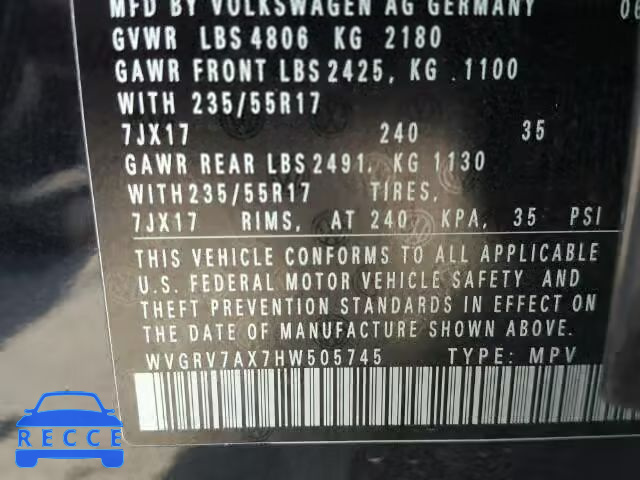 MFD BY VOLKSWAGEN AG GERMANY 06
GVWR LBS 4806 KG 2180
GAWR FRONT LBS 2425, KG 1100
WITH 235/55R17
7JX17 240 35
GAWR REAR LBS 2491, KG 1130
WITH 235/55R17 TIRES,
7JX17 RIMS, AT 240 KPA, 35 PSI
THIS VEHICLE CONFORMS TO ALL APPLICABLE
U.S. FEDERAL MOTOR VEHICLE SAFETY AND
THEFT PREVENTION STANDARDS IN EFFECT ON
THE DATE OF MANUFACTURE SHOWN ABOVE.
WVGRV7AX7HW505745 TYPE: MPV
RECCE